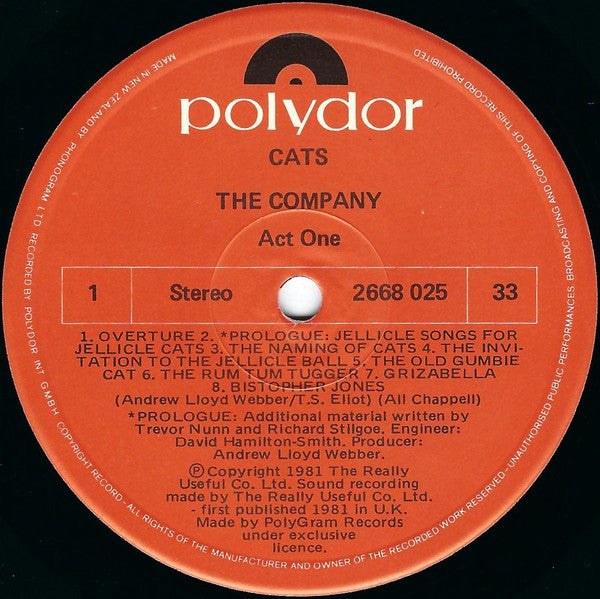 polydor
CATS
THE COMPANY
Act One
1 Stereo 2668 025 33
1. OVERTURE 2. *PROLOGUE: JELLICLE SONGS FOR
JELLICLE CATS 3. THE NAMING OF CATS 4. THE INVI-
TATION TO THE JELLICLE BALL 5. THE OLD GUMBIE
CAT 6. THE RUM TUM TUGGER 7. GRIZABELLA
8. BISTOPHER JONES
(Andrew Lloyd Webber/T.S. Eliot) (All Chappell)
*PROLOGUE: Additional material written by
Trevor Nunn and Richard Stilgoe. Engineer:
David Hamilton-Smith. Producer:
Andrew Lloyd Webber.
Ⓟ Copyright 1981 The Really
Useful Co. Ltd. Sound recording
made by The Really Useful Co. Ltd.
- first published 1981 in U.K.
Made by PolyGram Records
under exclusive
licence.
MADE IN NEW ZEALAND BY PHONOGRAM LTD RECORDED BY POLYDOR INT GMBH
COPYRIGHT RECORD - ALL RIGHTS OF THE MANUFACTURER AND OWNER OF THE RECORDED WORK RESERVED - UNAUTHORISED PUBLIC PERFORMANCES BROADCASTING AND COPYING OF THIS RECORD PROHIBITED